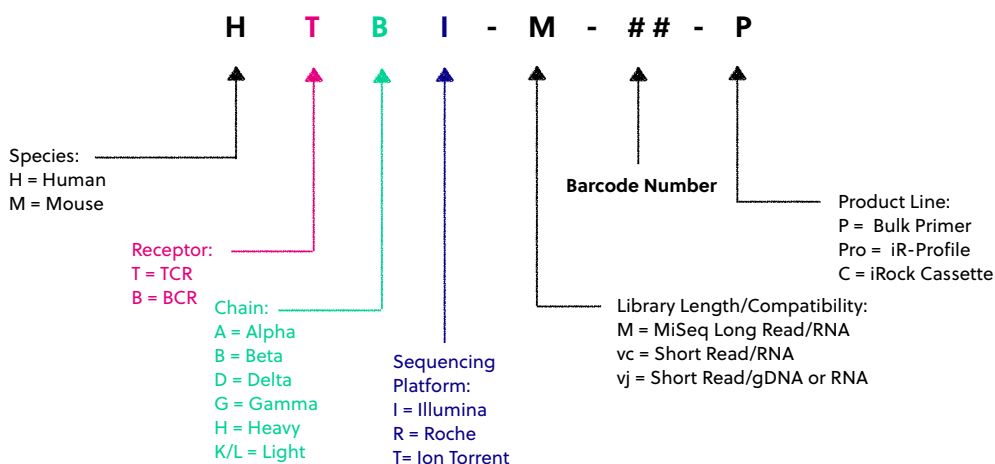 H T B I - M - ## - P
Species:
H = Human
M = Mouse
Receptor:
T = TCR
B = BCR
Chain:
A = Alpha
B = Beta
D = Delta
G = Gamma
H = Heavy
K/L = Light
Sequencing
Platform:
I = Illumina
R = Roche
T= Ion Torrent
Library Length/Compatibility:
M = MiSeq Long Read/RNA
vc = Short Read/RNA
vj = Short Read/gDNA or RNA
Barcode Number
Product Line:
P = Bulk Primer
Pro = iR-Profile
C = iRock Cassette